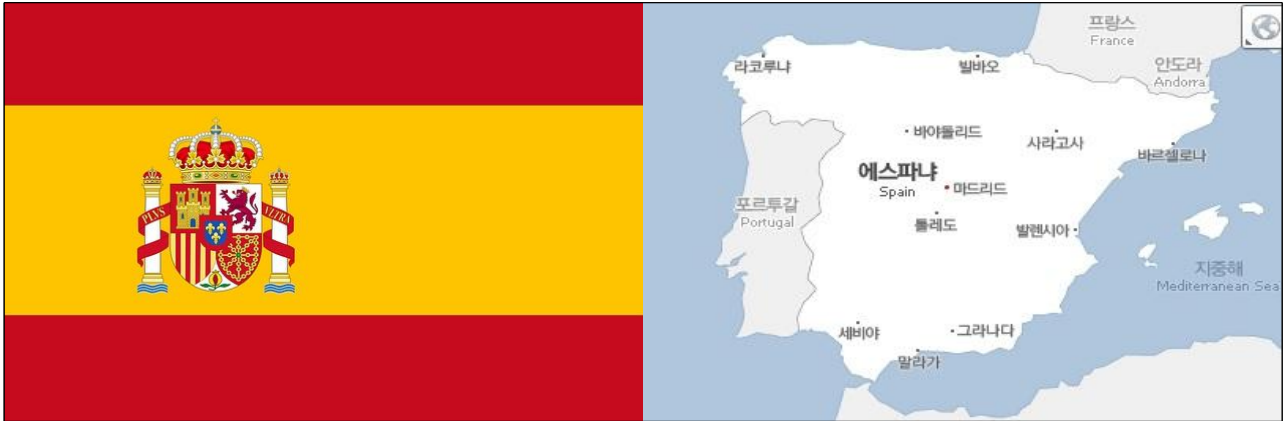 PLVS
VLTRA
프랑스
France
라코루냐
빌바오
안도라
Andorra
바야돌리드
사라고사
바르셀로나
에스파냐
Spain
마드리드
포르투갈
Portugal
톨레도
발렌시아
지중해
Mediterranean Sea
세비야
그라나다
말라가